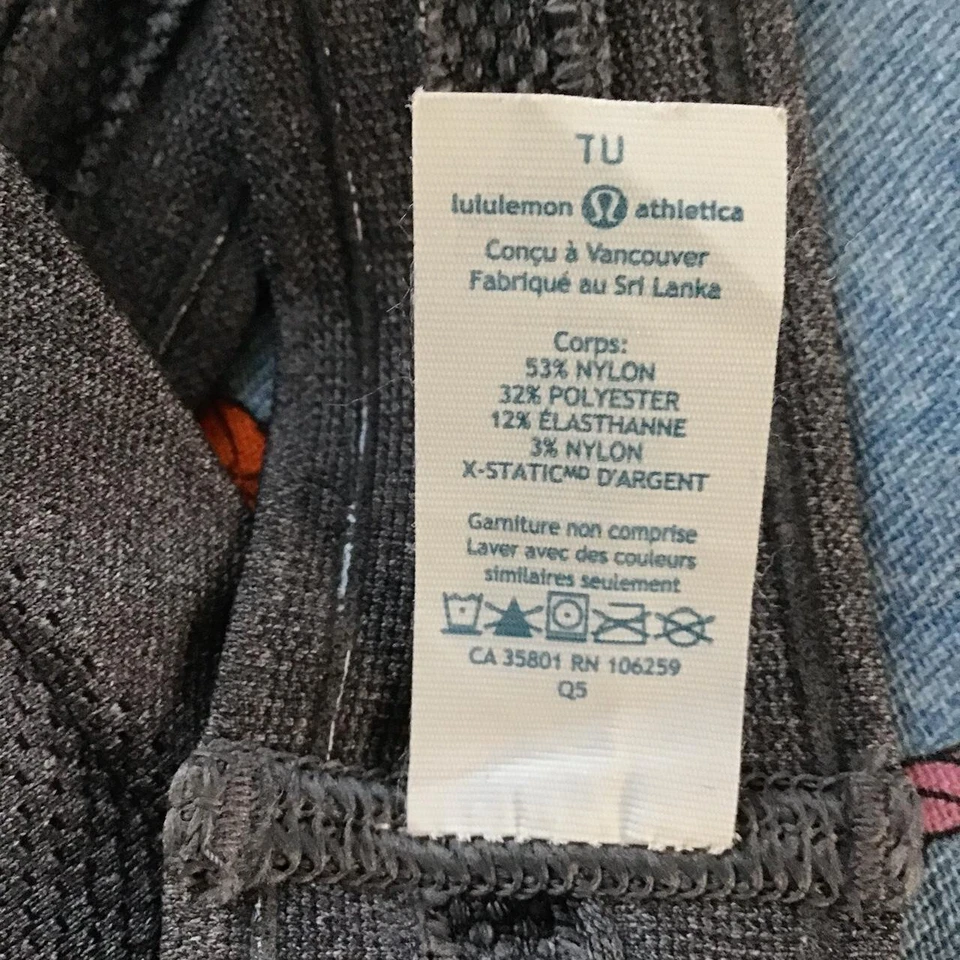 TU
lululemon athletica
Conçu à Vancouver
Fabriqué au Sri Lanka
Corps:
53% NYLON
32% POLYESTER
12% ÉLASTHANNE
3% NYLON
X-STATICᴹᴰ D'ARGENT
Garniture non comprise
Laver avec des couleurs
similaires seulement
CA 35801 RN 106259
Q5